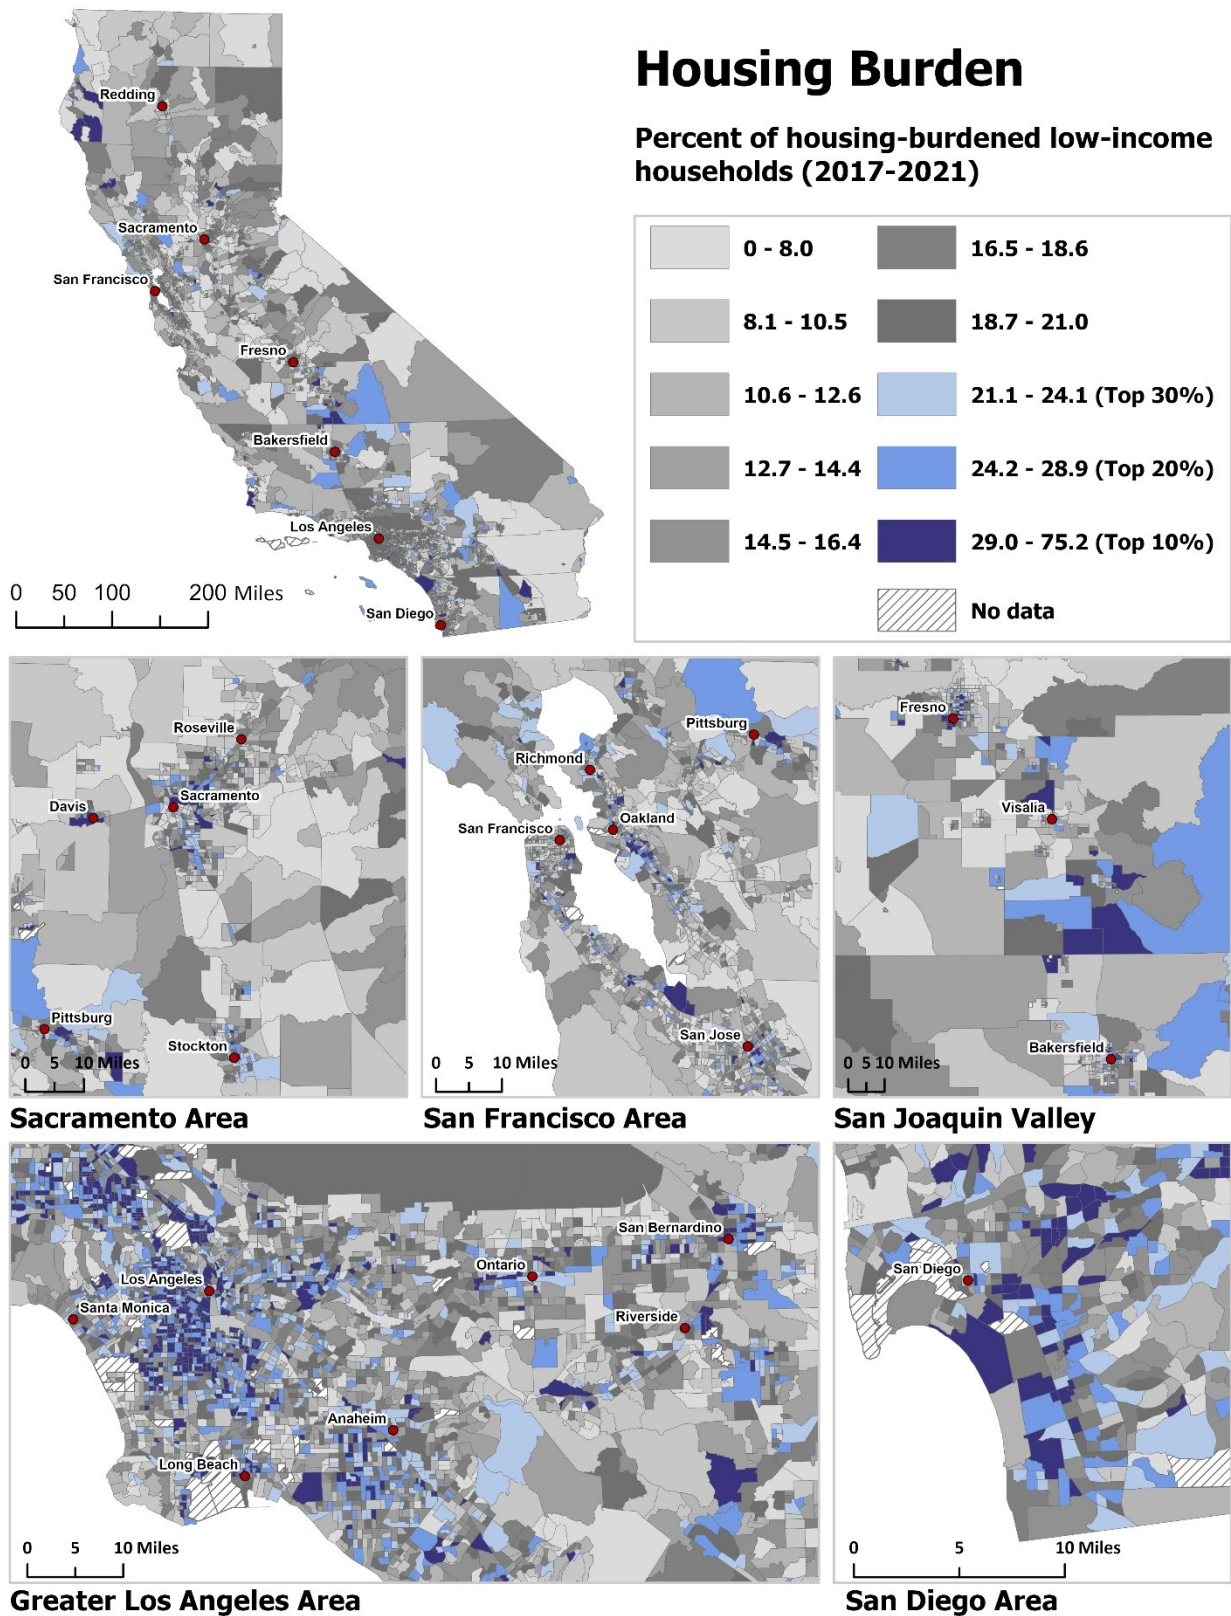 Housing Burden
Percent of housing-burdened low-income
households (2017-2021)
0 - 8.0
16.5 - 18.6
8.1 - 10.5
18.7 - 21.0
10.6 - 12.6
21.1 - 24.1 (Top 30%)
12.7 - 14.4
24.2 - 28.9 (Top 20%)
14.5 - 16.4
29.0 - 75.2 (Top 10%)
No data
Redding
Sacramento
San Francisco
Fresno
Bakersfield
Los Angeles
San Diego
0 50 100 200 Miles
Roseville
Sacramento
Davis
Pittsburg
Stockton
0 5 10 Miles
Sacramento Area
Pittsburg
Richmond
Oakland
San Francisco
San Jose
0 5 10 Miles
San Francisco Area
Fresno
Visalia
Bakersfield
0 5 10 Miles
San Joaquin Valley
San Bernardino
Ontario
Los Angeles
Santa Monica
Riverside
Anaheim
Long Beach
0 5 10 Miles
Greater Los Angeles Area
San Diego
0 5 10 Miles
San Diego Area